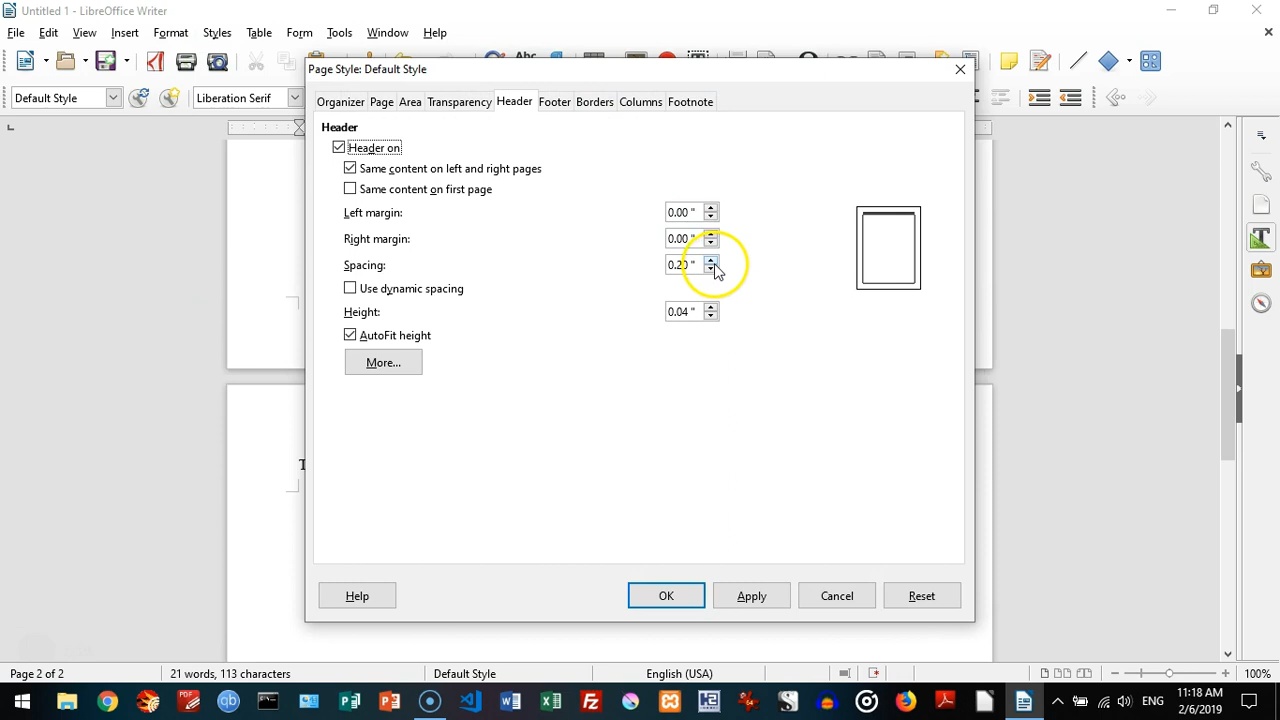 Untitled 1 - LibreOffice Writer
File Edit View Insert Format Styles Table Form Tools Window Help
Default Style Liberation Serif
Page Style: Default Style
Organizer Page Area Transparency Header Footer Borders Columns Footnote
Header
Header on
Same content on left and right pages
Same content on first page
Left margin: 0.00 "
Right margin: 0.00 "
Spacing: 0.20 "
Use dynamic spacing
Height: 0.04 "
AutoFit height
More...
T
Help OK Apply Cancel Reset
Page 2 of 2 21 words, 113 characters Default Style English (USA) 100%
11:18 AM
ENG
2/6/2019